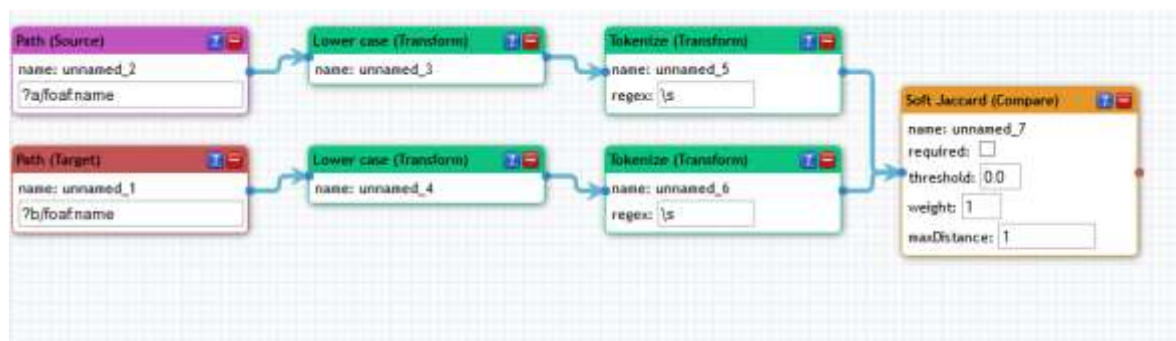 Path (Source)
name: unnamed_2
?a/foaf:name
Lower case (Transform)
name: unnamed_3
Tokenize (Transform)
name: unnamed_5
regex: \s
Path (Target)
name: unnamed_1
?b/foaf:name
Lower case (Transform)
name: unnamed_4
Tokenize (Transform)
name: unnamed_6
regex: \s
Soft Jaccard (Compare)
name: unnamed_7
required:
threshold: 0.0
weight: 1
maxDistance: 1